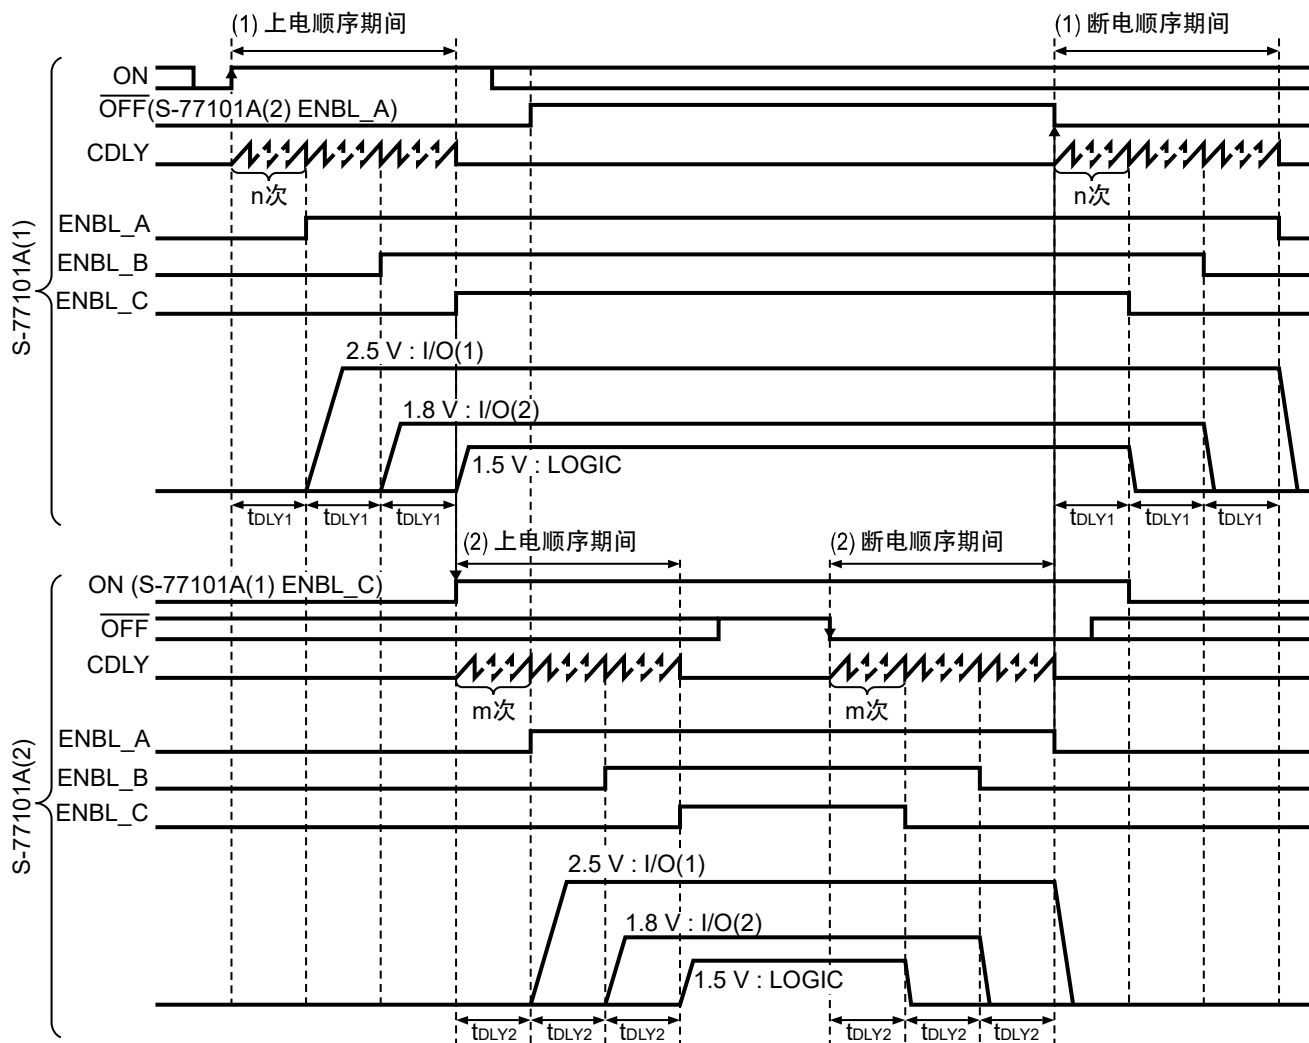 (1) 上电顺序期间
(1) 断电顺序期间
S-77101A(1)
ON
OFF(S-77101A(2) ENBL_A)
CDLY
n次
n次
ENBL_A
ENBL_B
ENBL_C
2.5 V : I/O(1)
1.8 V : I/O(2)
1.5 V : LOGIC
tDLY1
tDLY1
tDLY1
tDLY1
tDLY1
tDLY1
(2) 上电顺序期间
(2) 断电顺序期间
S-77101A(2)
ON (S-77101A(1) ENBL_C)
OFF
CDLY
m次
m次
ENBL_A
ENBL_B
ENBL_C
2.5 V : I/O(1)
1.8 V : I/O(2)
1.5 V : LOGIC
tDLY2
tDLY2
tDLY2
tDLY2
tDLY2
tDLY2